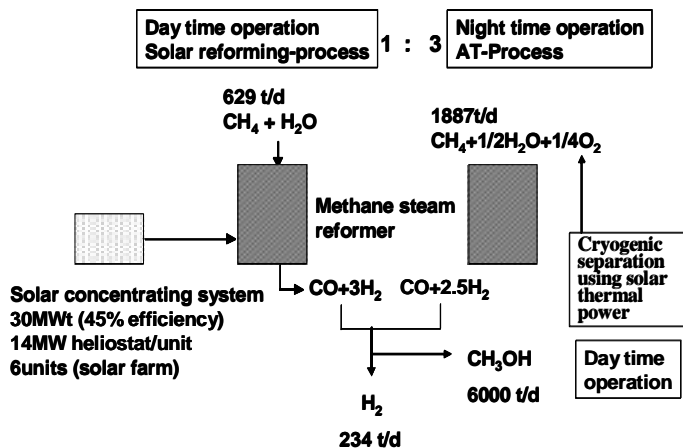 Day time operation
Solar reforming-process
1 : 3
Night time operation
AT-Process
629 t/d
CH₄ + H₂O
1887t/d
CH₄+1/2H₂O+1/4O₂
Methane steam
reformer
Cryogenic
separation
using solar
thermal
power
Solar concentrating system
30MWt (45% efficiency)
14MW heliostat/unit
6units (solar farm)
CO+3H₂
CO+2.5H₂
CH₃OH
6000 t/d
Day time
operation
H₂
234 t/d